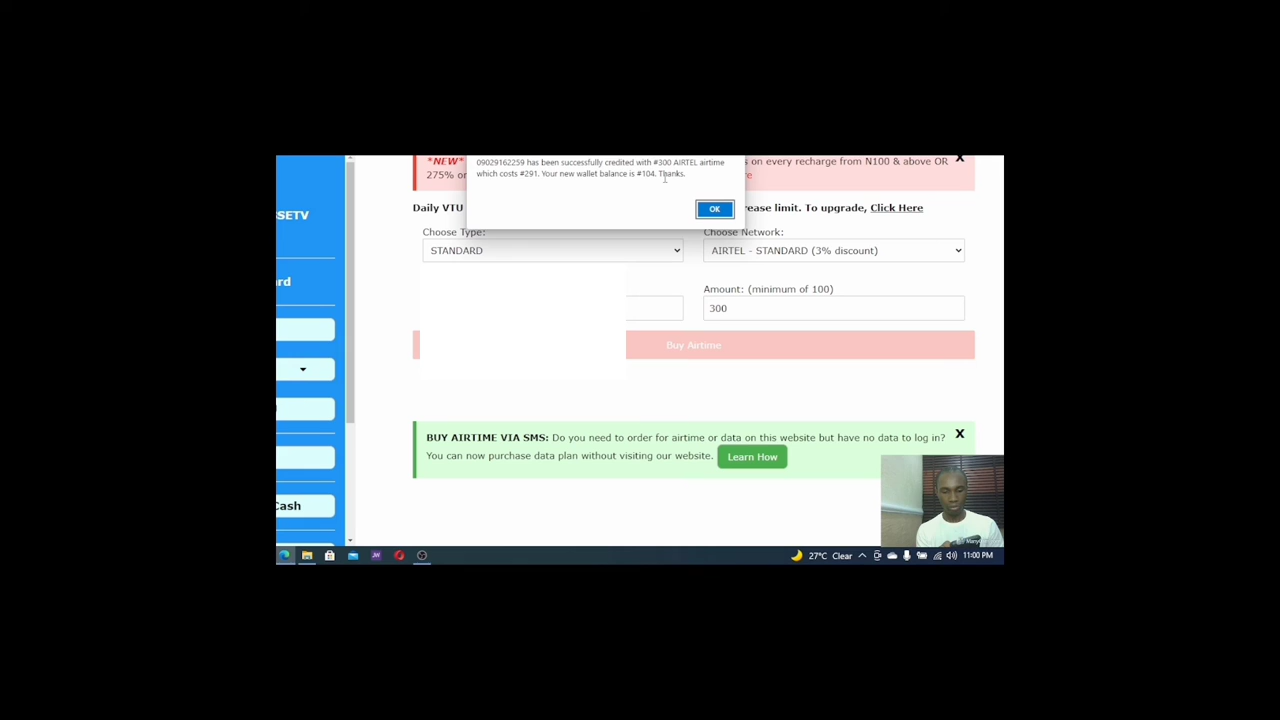 *NEW*
09029162259 has been successfully credited with #300 AIRTEL airtime
which costs #291. Your new wallet balance is #104. Thanks.
OK
s on every recharge from N100 & above OR
X
275% or
re
SSETV
Daily VTU
rease limit. To upgrade, Click Here
Choose Type:
Choose Network:
STANDARD
AIRTEL - STANDARD (3% discount)
rd
Amount: (minimum of 100)
300
Buy Airtime
BUY AIRTIME VIA SMS: Do you need to order for airtime or data on this website but have no data to log in?
X
You can now purchase data plan without visiting our website.
Learn How
Cash
JW
27°C Clear
11:00 PM